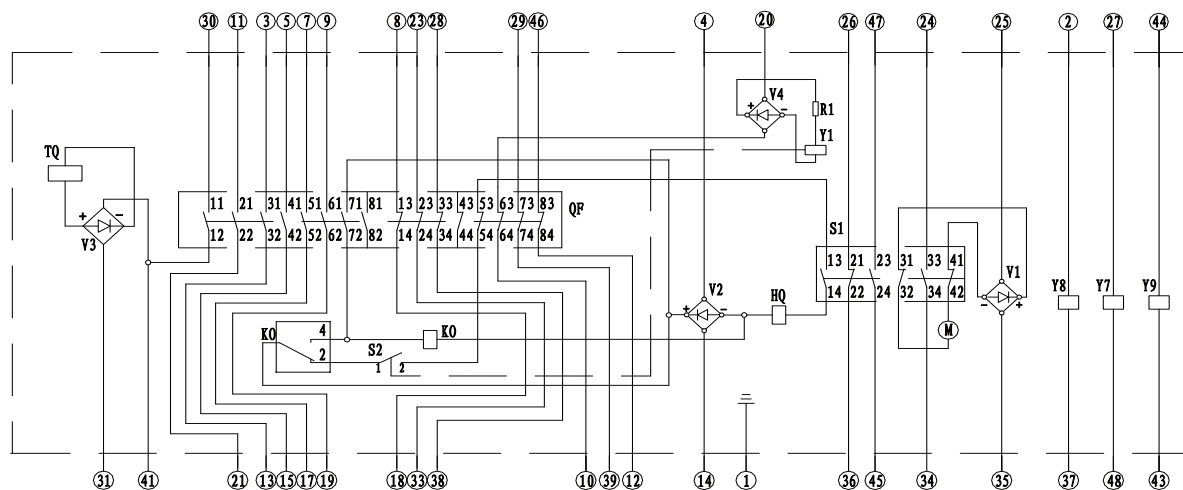 30 11 3 5 7 9 8 23 28 29 46 4 20 26 47 24 25 2 27 44
V4
+ -
R1
Y1
TQ
11 21 31 41 51 61 71 81 13 23 33 43 53 63 73 83
QF
12 22 32 42 52 62 72 82 14 24 34 44 54 64 74 84
+ -
V3
S1
13 21 23 31 33 41
14 22 24 32 34 42
V1
- +
V2
+ -
HQ
Y8 Y7 Y9
M
KO 4 2
KO
S2
1 2
31 41 21 13 15 17 19 18 33 38 10 39 12 14 1 36 45 34 35 37 48 43